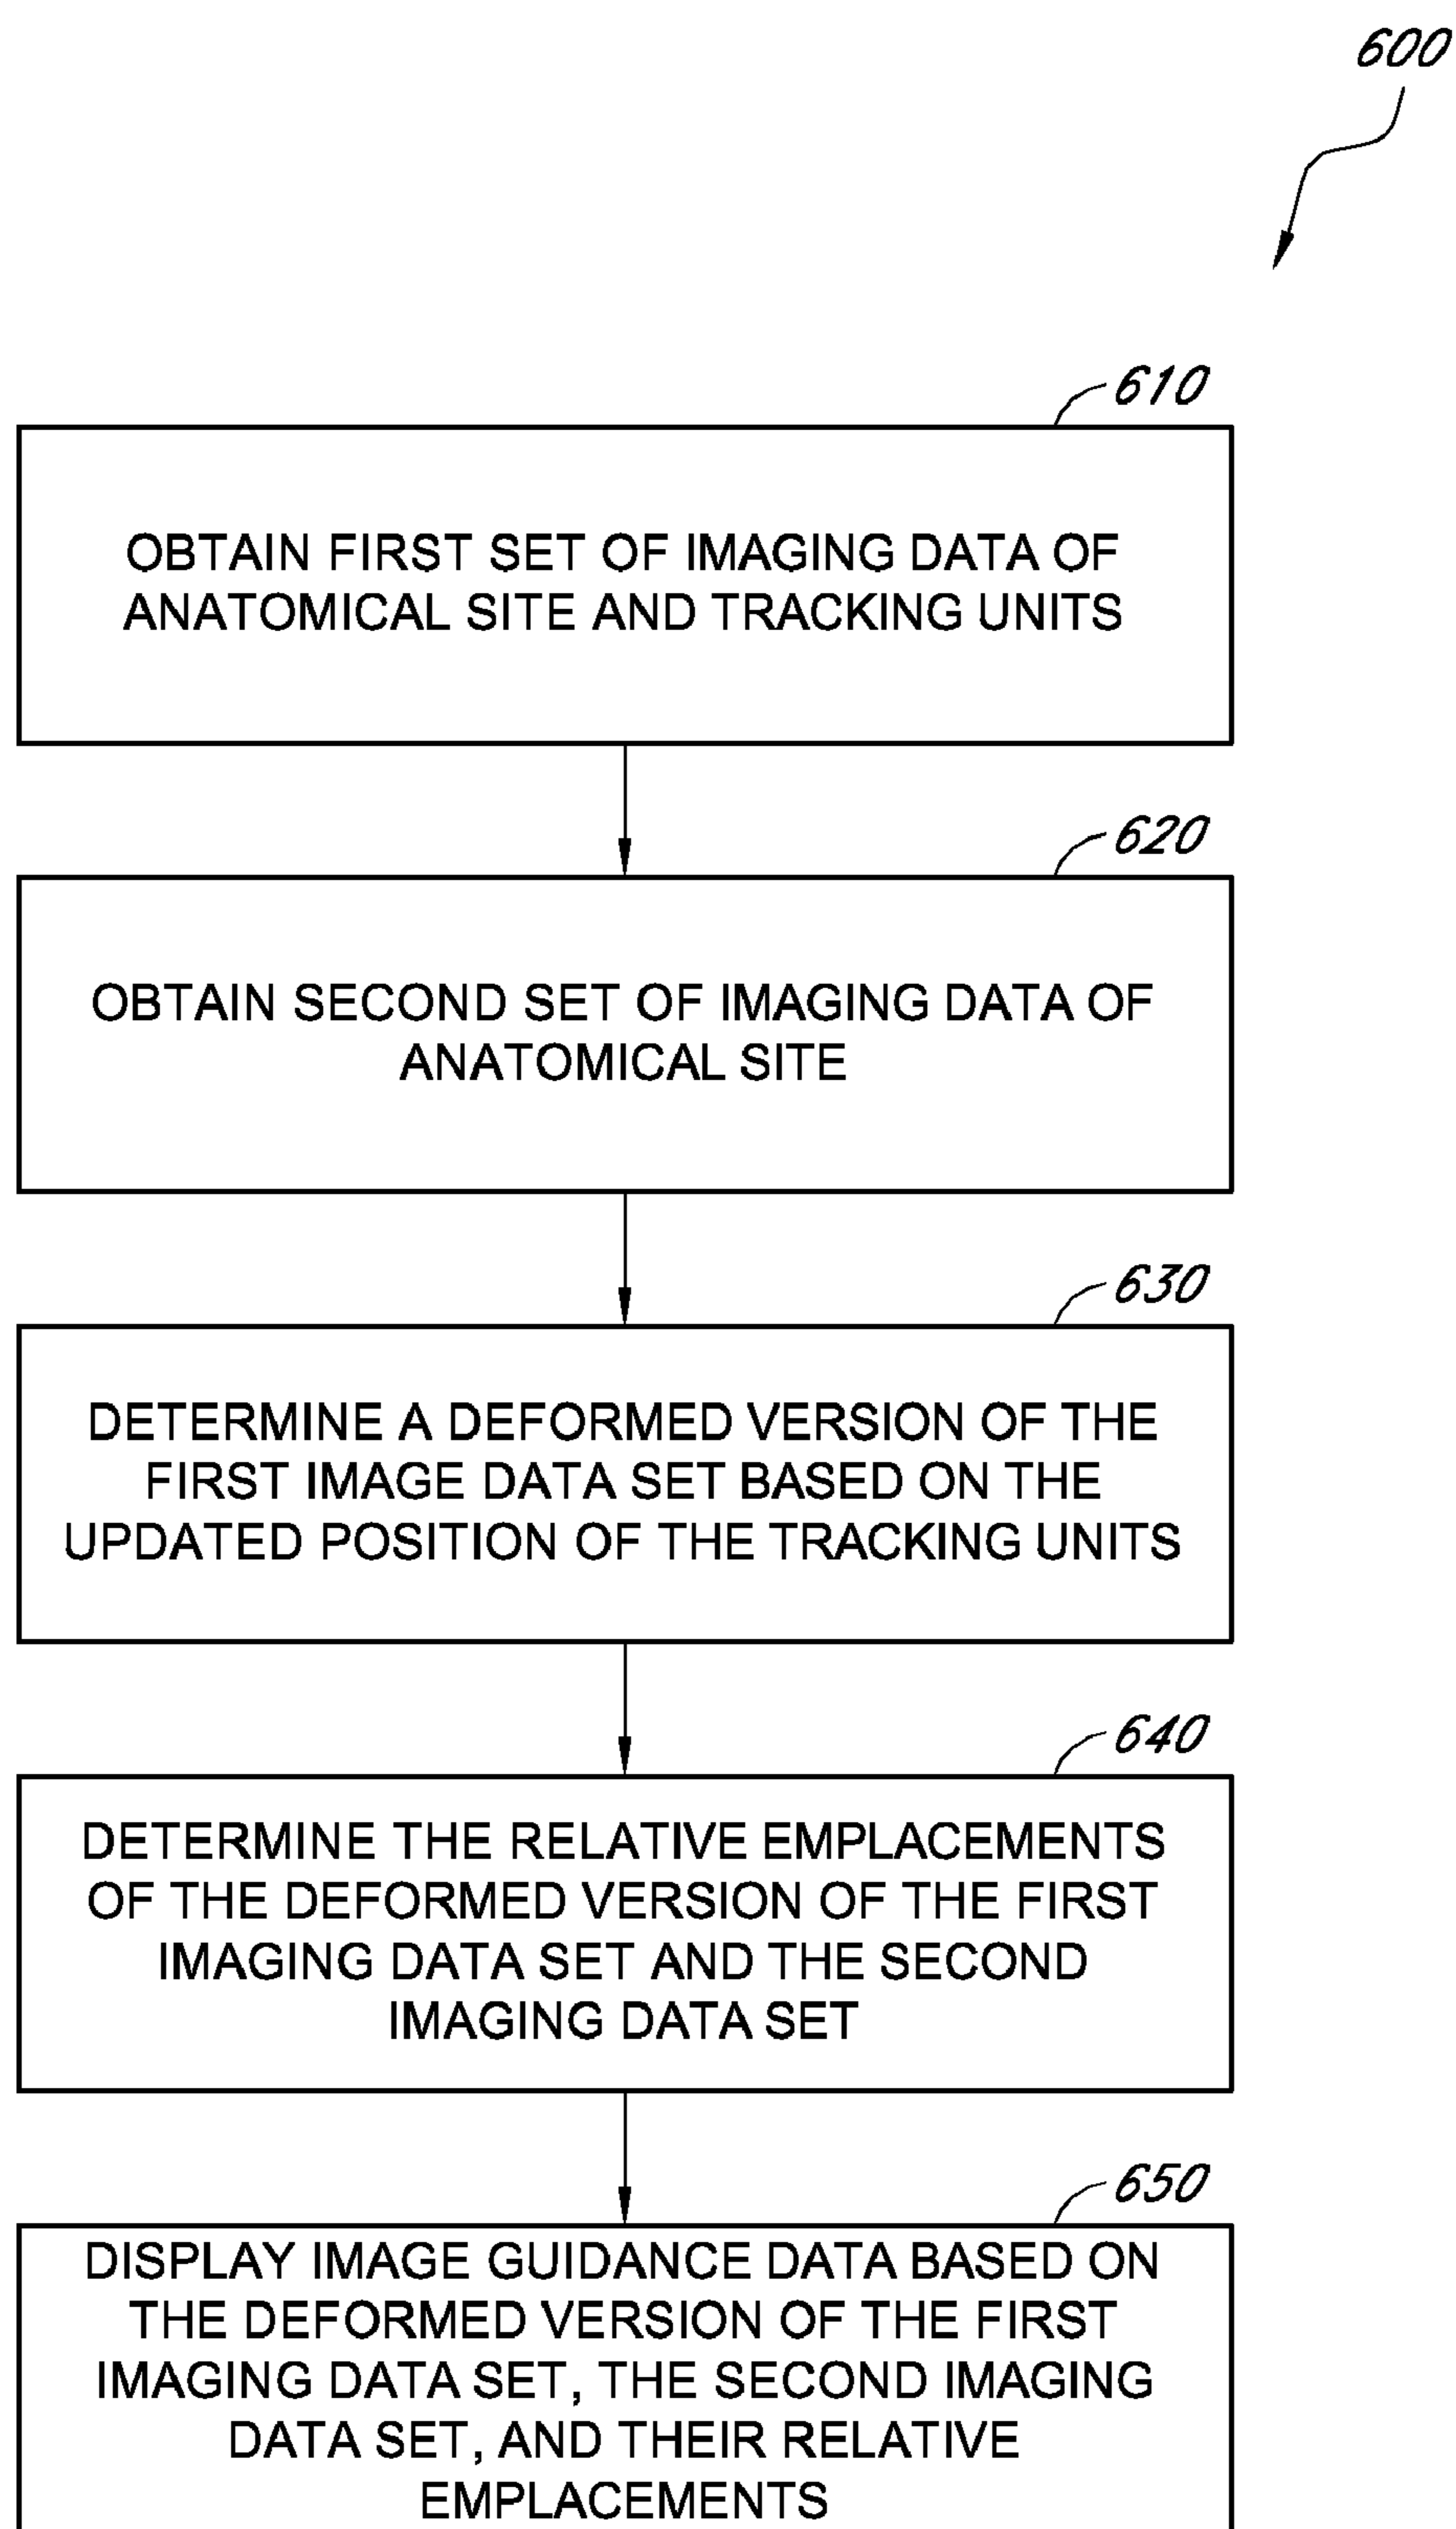 600
610
OBTAIN FIRST SET OF IMAGING DATA OF
ANATOMICAL SITE AND TRACKING UNITS
620
OBTAIN SECOND SET OF IMAGING DATA OF
ANATOMICAL SITE
630
DETERMINE A DEFORMED VERSION OF THE
FIRST IMAGE DATA SET BASED ON THE
UPDATED POSITION OF THE TRACKING UNITS
640
DETERMINE THE RELATIVE EMPLACEMENTS
OF THE DEFORMED VERSION OF THE FIRST
IMAGING DATA SET AND THE SECOND
IMAGING DATA SET
650
DISPLAY IMAGE GUIDANCE DATA BASED ON
THE DEFORMED VERSION OF THE FIRST
IMAGING DATA SET, THE SECOND IMAGING
DATA SET, AND THEIR RELATIVE
EMPLACEMENTS